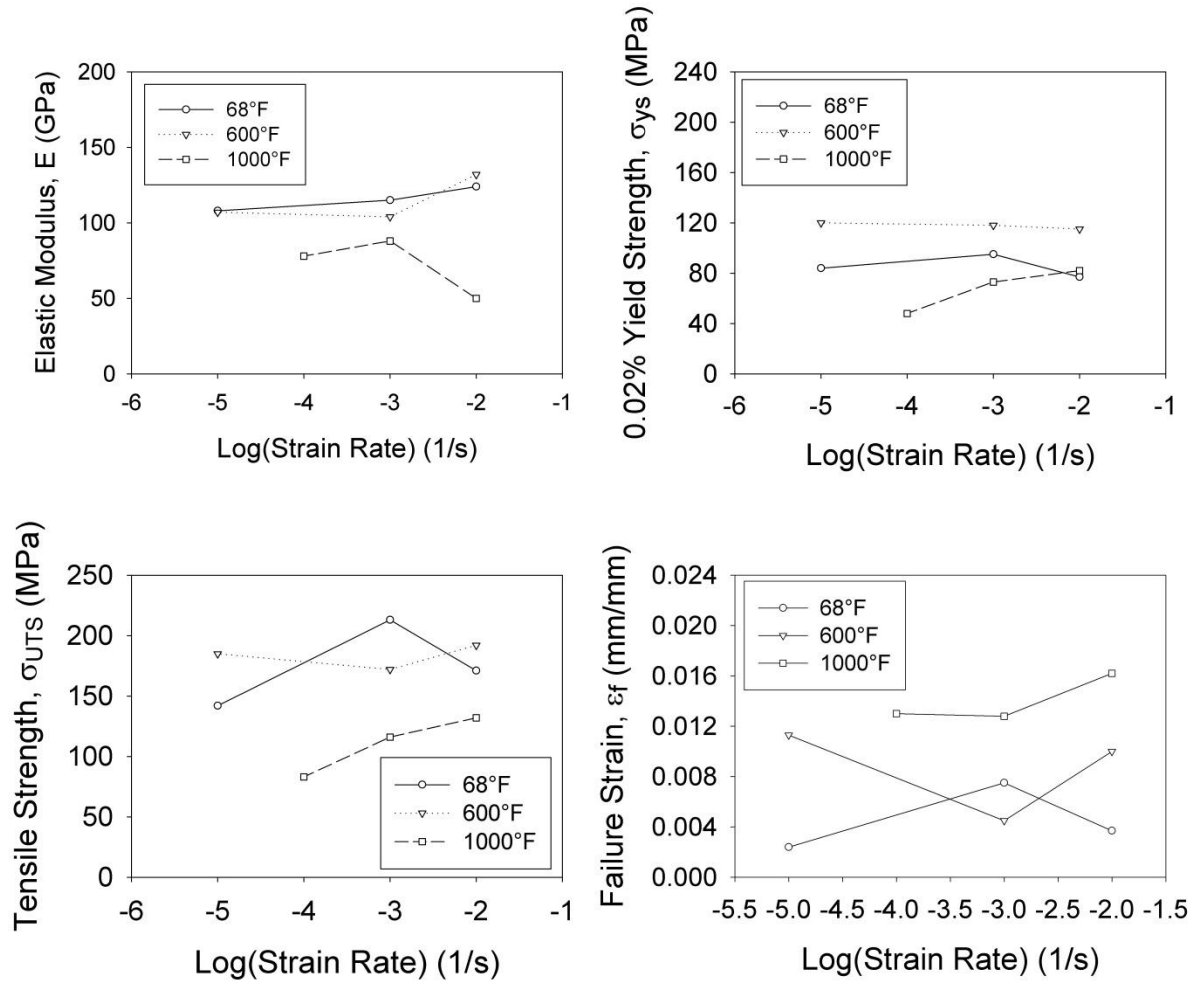 Elastic Modulus, E (GPa)
200
150
100
50
0
68°F
600°F
1000°F
-6 -5 -4 -3 -2 -1
Log(Strain Rate) (1/s)
0.02% Yield Strength, σys (MPa)
240
200
160
120
80
40
0
68°F
600°F
1000°F
-6 -5 -4 -3 -2 -1
Log(Strain Rate) (1/s)
Tensile Strength, σUTS (MPa)
250
200
150
100
50
0
68°F
600°F
1000°F
-6 -5 -4 -3 -2 -1
Log(Strain Rate) (1/s)
Failure Strain, εf (mm/mm)
0.024
0.020
0.016
0.012
0.008
0.004
0.000
68°F
600°F
1000°F
-5.5 -5.0 -4.5 -4.0 -3.5 -3.0 -2.5 -2.0 -1.5
Log(Strain Rate) (1/s)